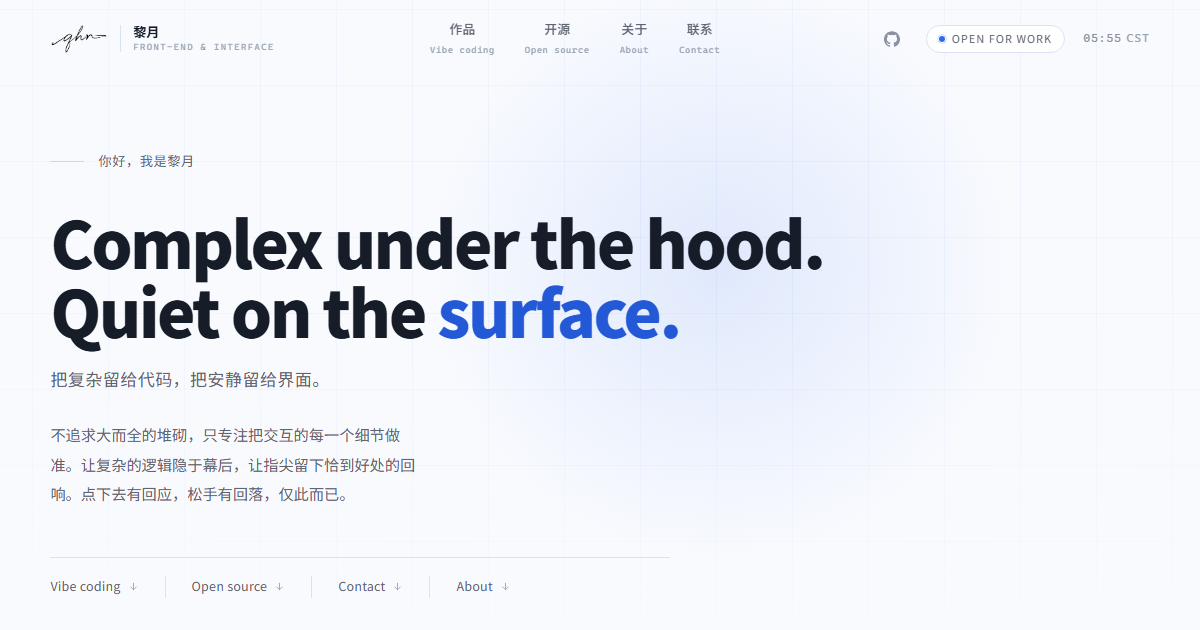 ghn
黎月
FRONT-END & INTERFACE
作品
Vibe coding
开源
Open source
关于
About
联系
Contact
OPEN FOR WORK
05:55 CST
你好，我是黎月
Complex under the hood.
Quiet on the surface.
把复杂留给代码，把安静留给界面。
不追求大而全的堆砌，只专注把交互的每一个细节做
准。让复杂的逻辑隐于幕后，让指尖留下恰到好处的回
响。点下去有回应，松手有回落，仅此而已。
Vibe coding ↓
Open source ↓
Contact ↓
About ↓